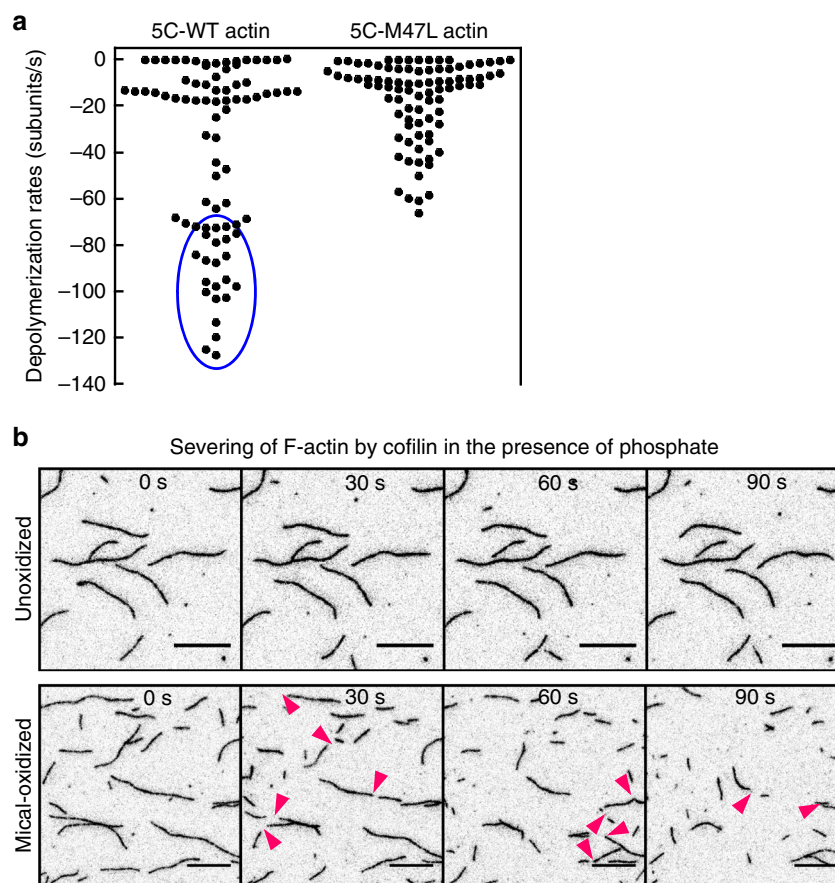 a
5C-WT actin 5C-M47L actin
Depolymerization rates (subunits/s)
0
–20
–40
–60
–80
–100
–120
–140
b
Severing of F-actin by cofilin in the presence of phosphate
Unoxidized
0 s 30 s 60 s 90 s
Mical-oxidized
0 s 30 s 60 s 90 s